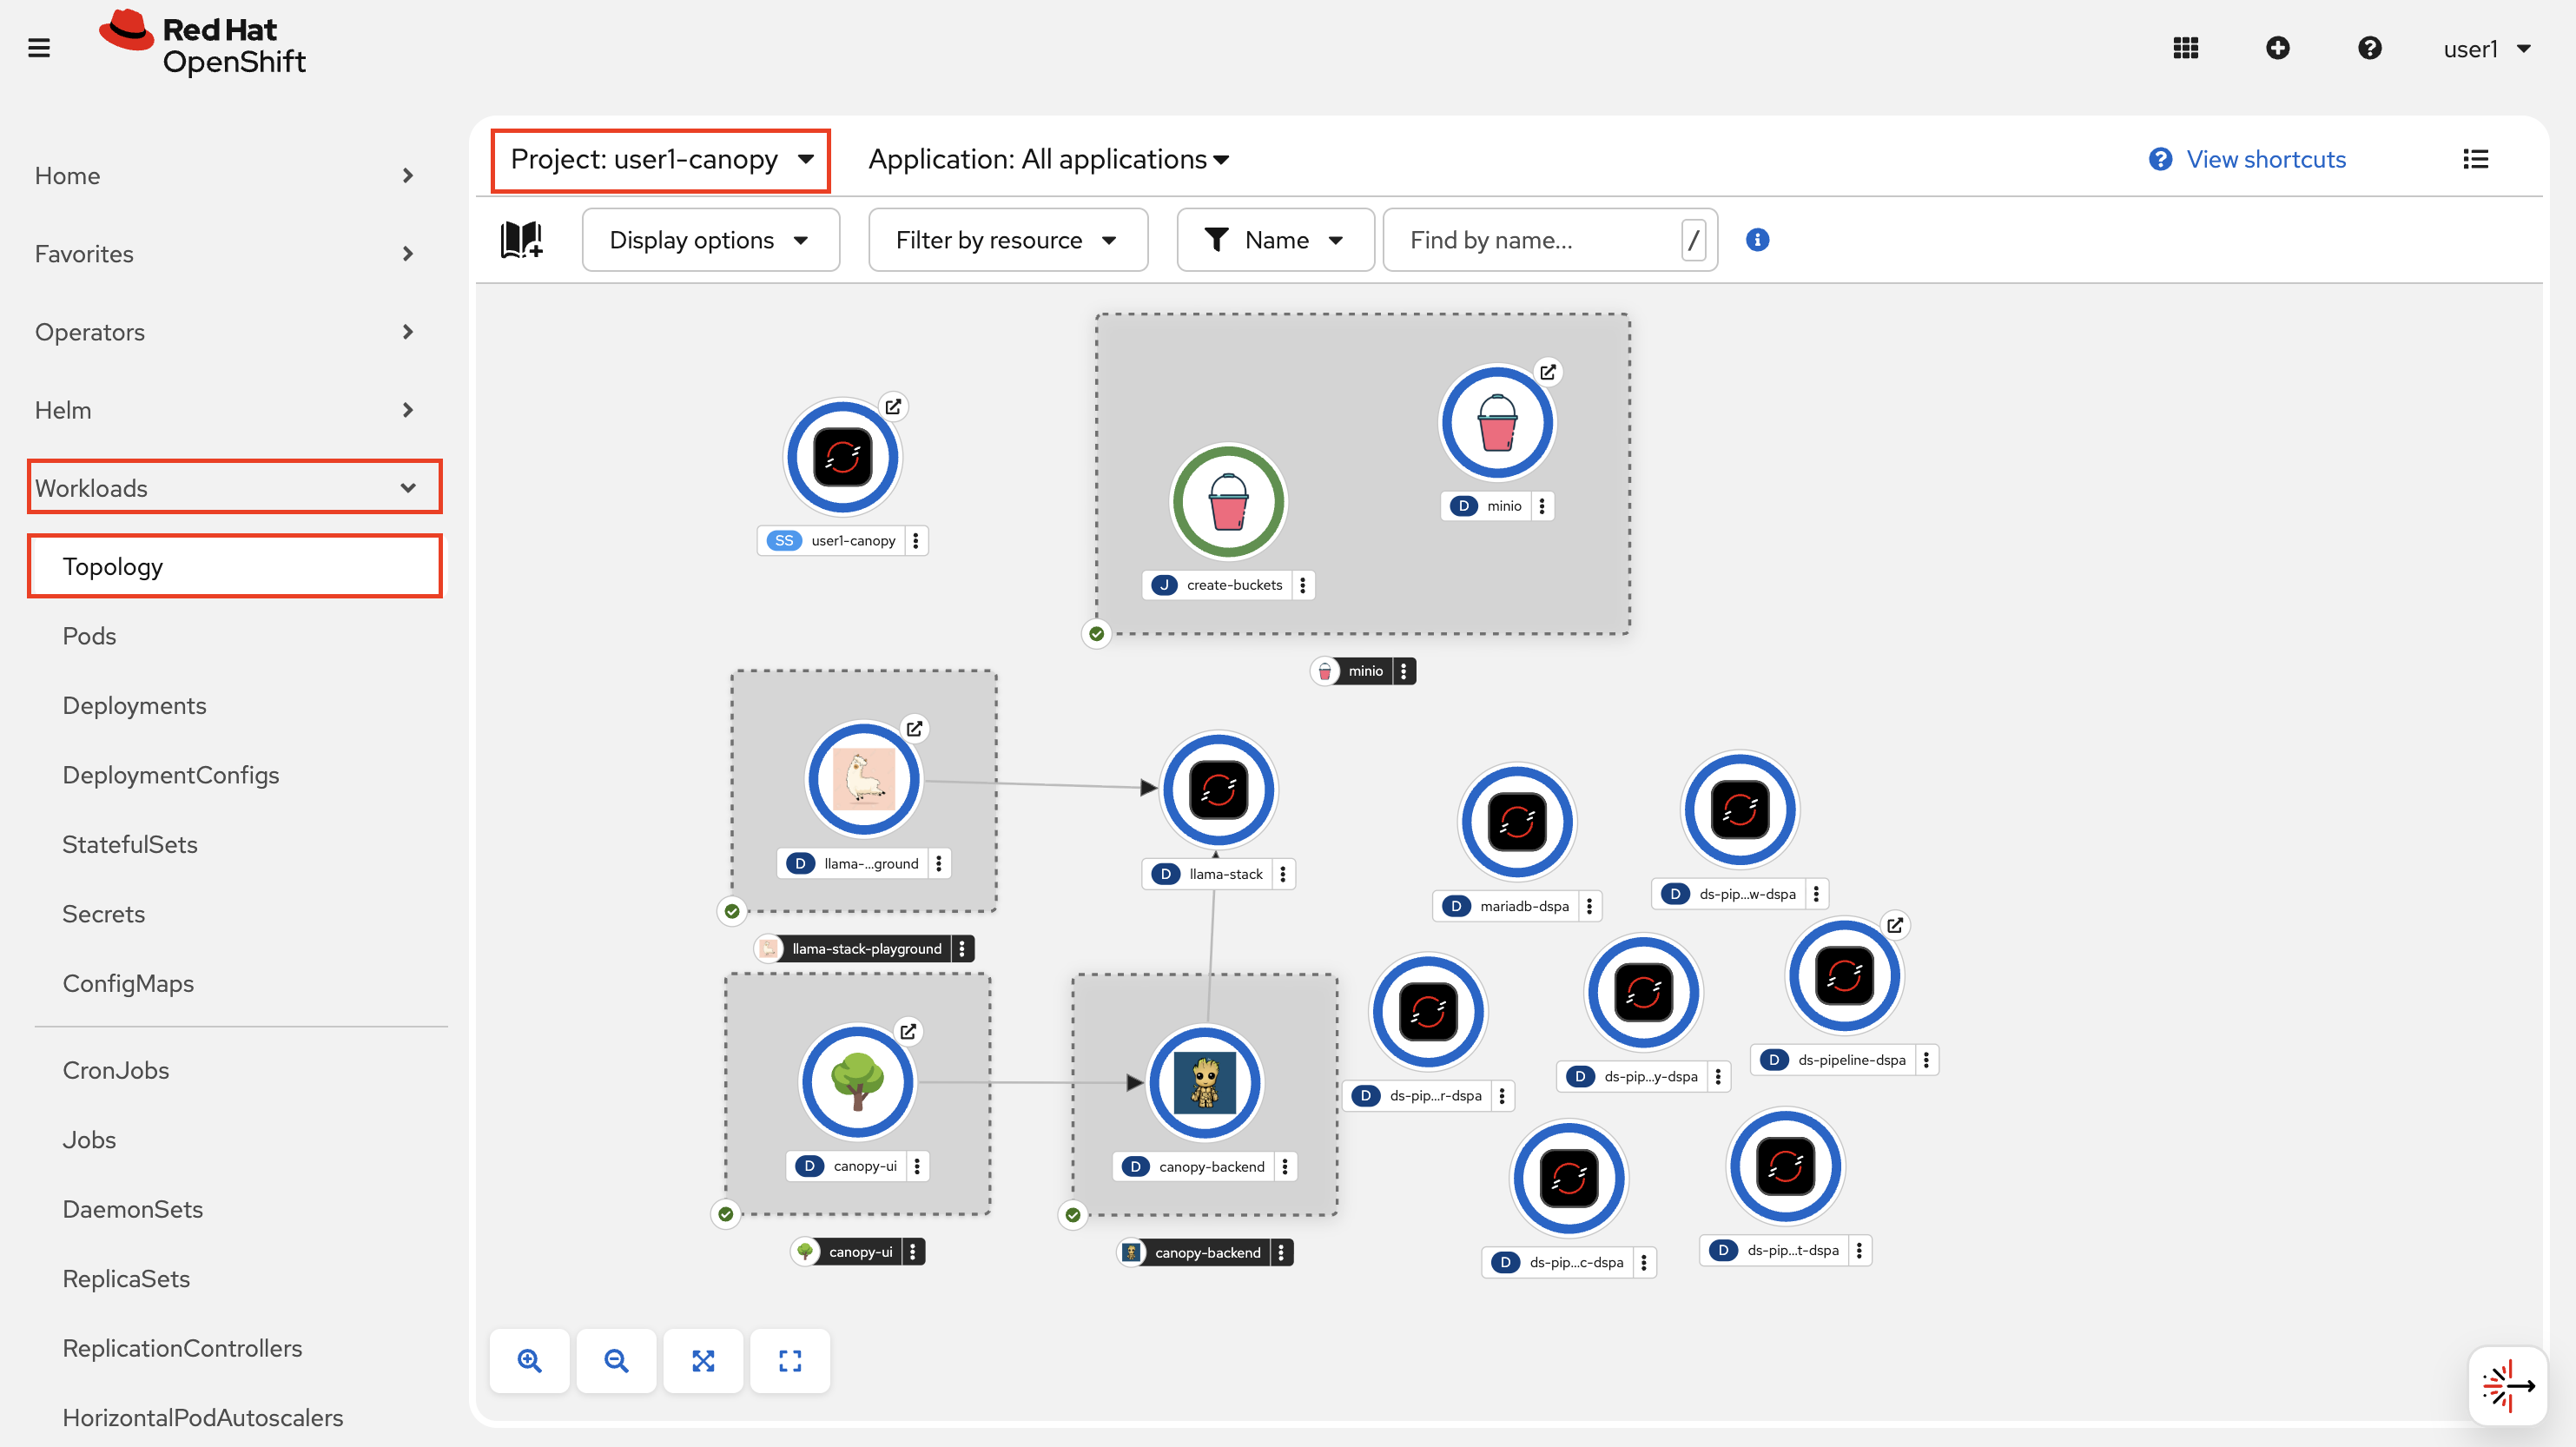 Red Hat
OpenShift
user1
Home
Favorites
Operators
Helm
Workloads
Topology
Pods
Deployments
DeploymentConfigs
StatefulSets
Secrets
ConfigMaps
CronJobs
Jobs
DaemonSets
ReplicaSets
ReplicationControllers
HorizontalPodAutoscalers
Project: user1-canopy
Application: All applications
View shortcuts
Display options
Filter by resource
Name
Find by name...
/
SS user1-canopy
D minio
J create-buckets
minio
D llama-...ground
llama-stack-playground
D llama-stack
D mariadb-dspa
D ds-pip...w-dspa
D ds-pipeline-dspa
D ds-pip...y-dspa
D ds-pip...r-dspa
D canopy-ui
canopy-ui
D canopy-backend
canopy-backend
D ds-pip...c-dspa
D ds-pip...t-dspa